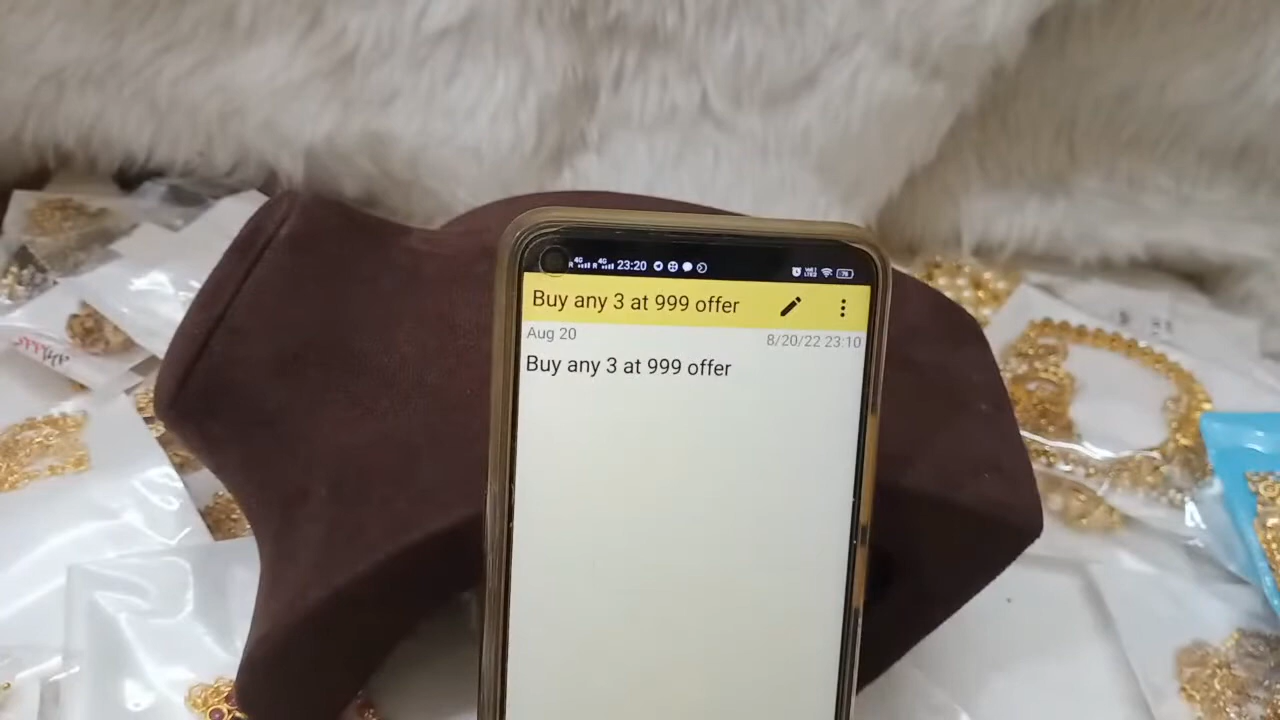 23:20
Buy any 3 at 999 offer
Aug 20
8/20/22 23:10
Buy any 3 at 999 offer